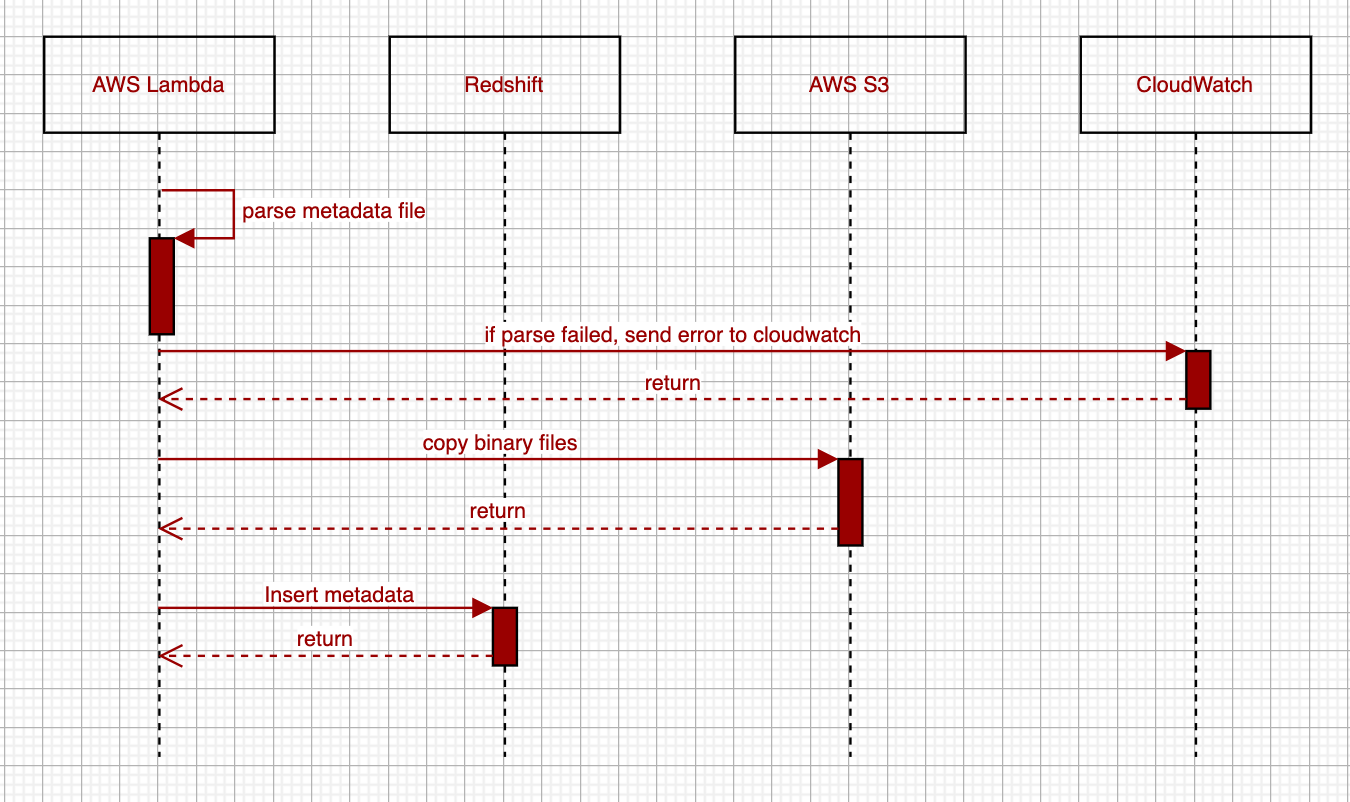 AWS Lambda
Redshift
AWS S3
CloudWatch
parse metadata file
if parse failed, send error to cloudwatch
return
copy binary files
return
Insert metadata
return